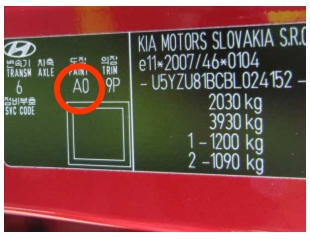 KIA MOTORS SLOVAKIA S.R.O
e11*2007/46*0104
- U5YZU81BCBL024152 -
2030 kg
3930 kg
1 - 1200 kg
2 - 1090 kg
변속기 차축 도장 의장
TRANSM AXLE PAINT TRIM
6 A0 9P
정비부호
SVC CODE